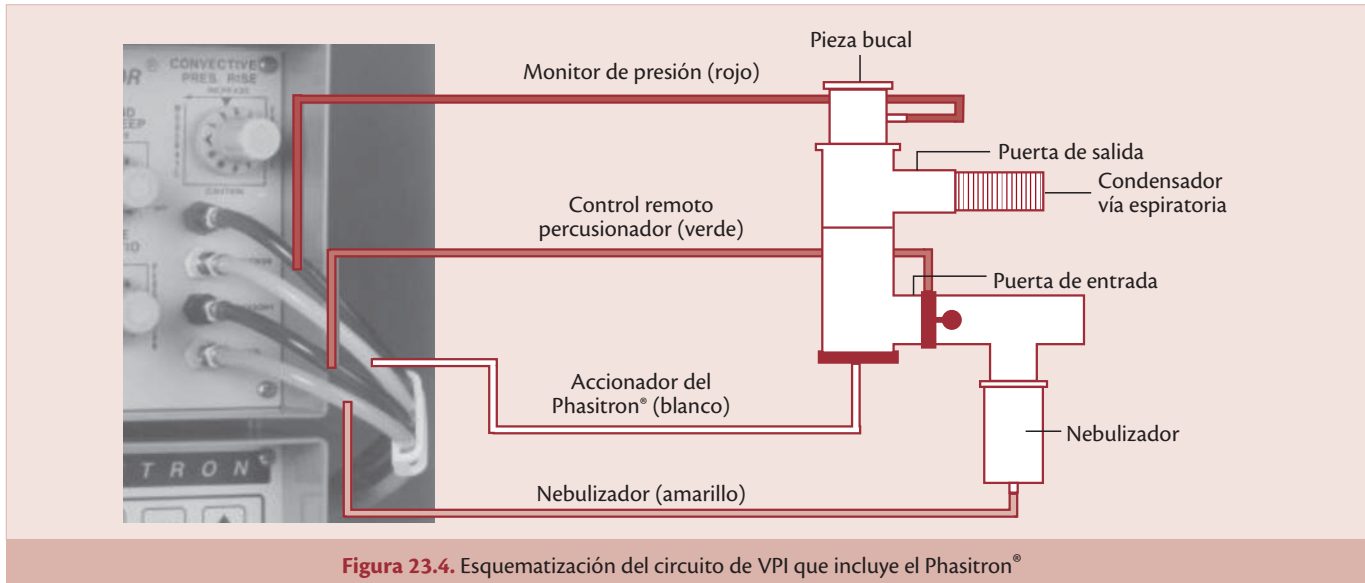 OR®
CONVECTIVE
PRES. RISE
INCREASE
CAUTION
TRON
Pieza bucal
Monitor de presión (rojo)
Puerta de salida
Condensador
vía espiratoria
Control remoto
percusionador (verde)
Puerta de entrada
Accionador del
Phasitron® (blanco)
Nebulizador
Nebulizador (amarillo)
Figura 23.4. Esquematización del circuito de VPI que incluye el Phasitron®